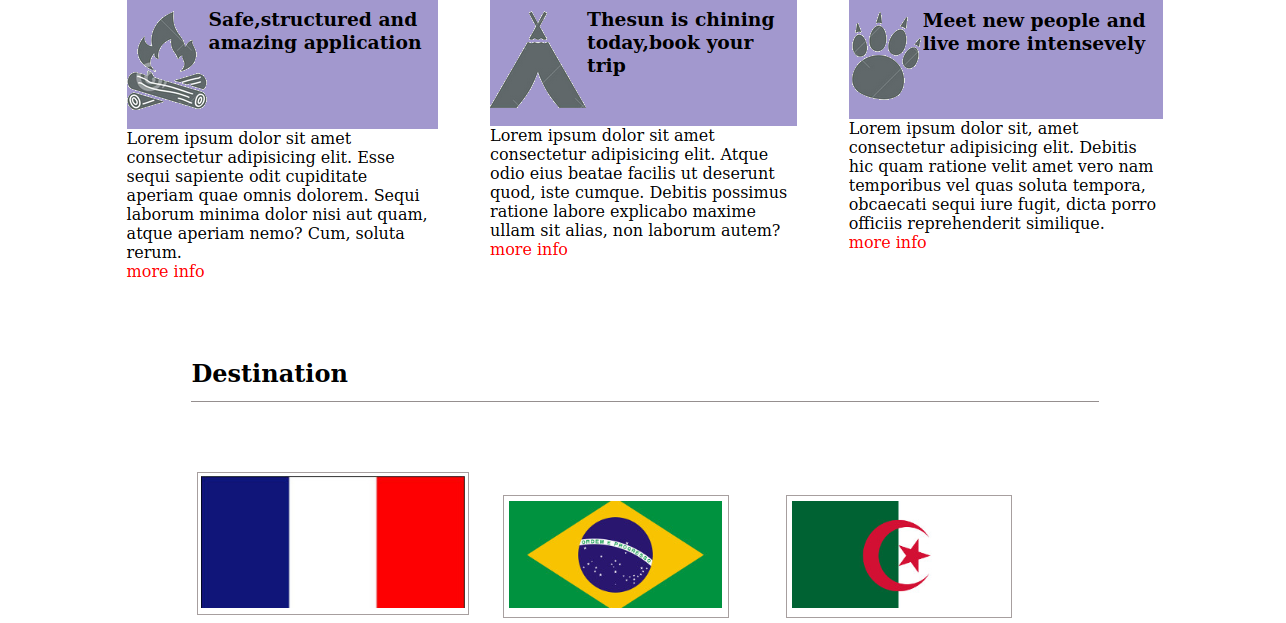 Safe,structured and
amazing application
Lorem ipsum dolor sit amet
consectetur adipisicing elit. Esse
sequi sapiente odit cupiditate
aperiam quae omnis dolorem. Sequi
laborum minima dolor nisi aut quam,
atque aperiam nemo? Cum, soluta
rerum.
more info
Thesun is chining
today,book your
trip
Lorem ipsum dolor sit amet
consectetur adipisicing elit. Atque
odio eius beatae facilis ut deserunt
quod, iste cumque. Debitis possimus
ratione labore explicabo maxime
ullam sit alias, non laborum autem?
more info
Meet new people and
live more intensevely
Lorem ipsum dolor sit, amet
consectetur adipisicing elit. Debitis
hic quam ratione velit amet vero nam
temporibus vel quas soluta tempora,
obcaecati sequi iure fugit, dicta porro
officiis reprehenderit similique.
more info
Destination
ORDEM E PROGRESSO